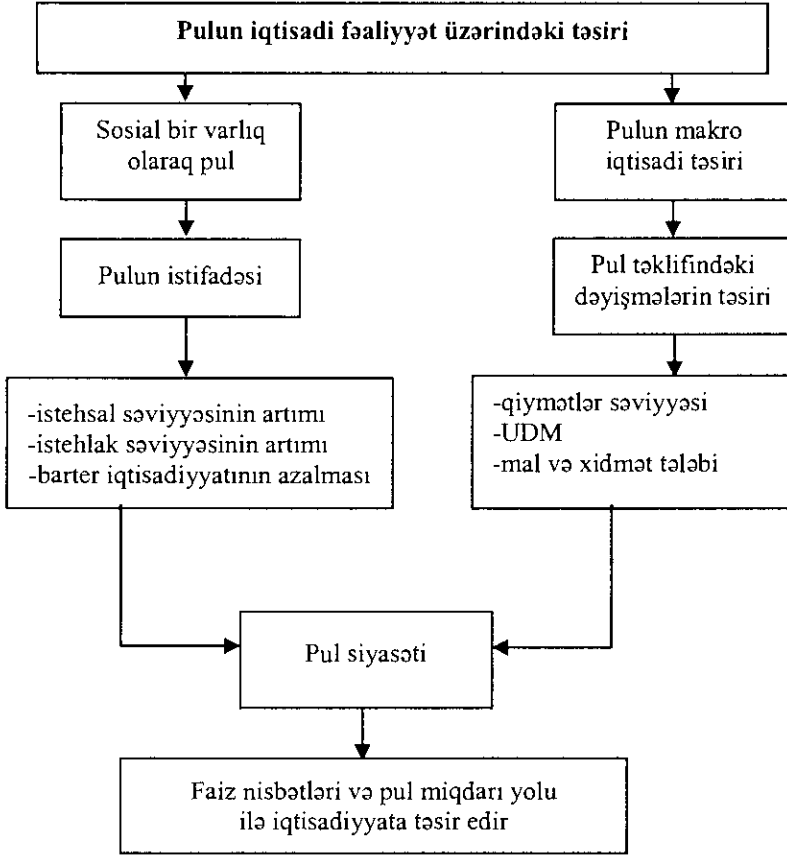 Pulun iqtisadi fəaliyyət üzərindəki təsiri
Sosial bir varlıq
olaraq pul
Pulun makro
iqtisadi təsiri
Pulun istifadəsi
Pul təklifindəki
dəyişmələrin təsiri
-istehsal səviyyəsinin artımı
-istehlak səviyyəsinin artımı
-barter iqtisadiyyatının azalması
-qiymətlər səviyyəsi
-UDM
-mal və xidmət tələbi
Pul siyasəti
Faiz nisbətləri və pul miqdarı yolu
ilə iqtisadiyyata təsir edir